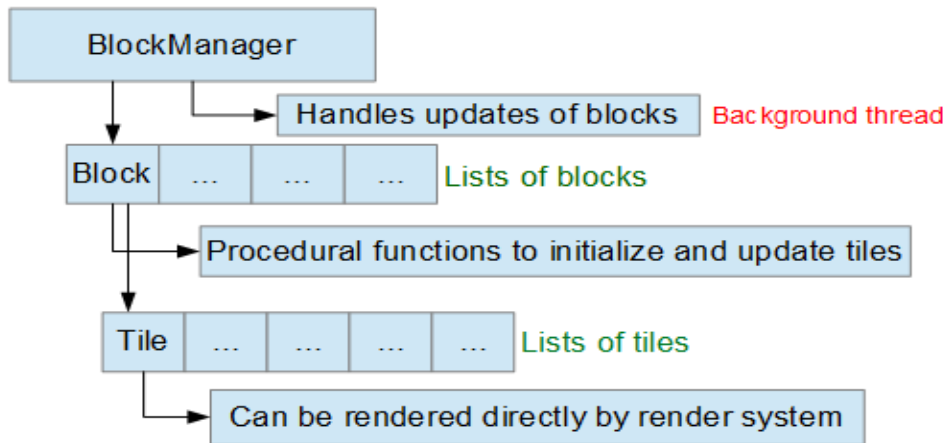 BlockManager
Handles updates of blocks Background thread
Block ... ... ... Lists of blocks
Procedural functions to initialize and update tiles
Tile ... ... ... ... Lists of tiles
Can be rendered directly by render system